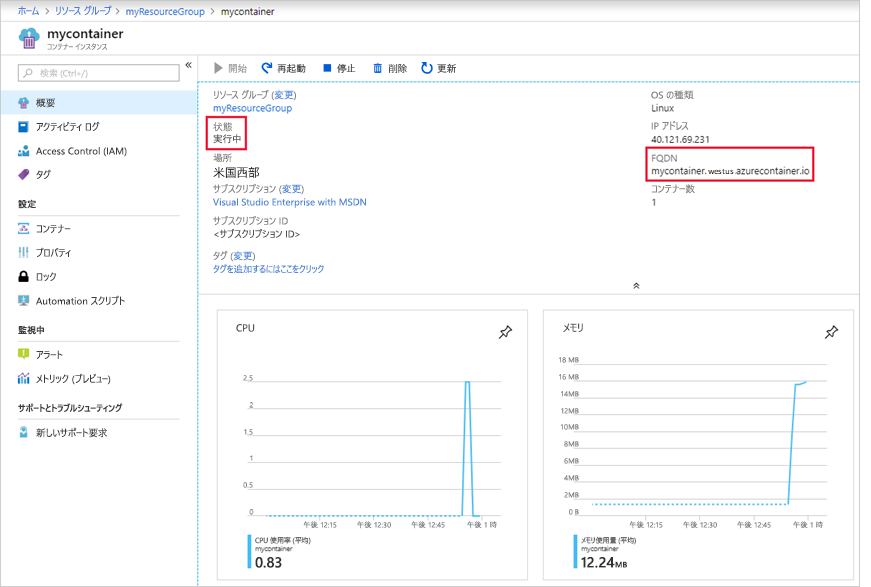 ホーム > リソース グループ > myResourceGroup > mycontainer
mycontainer
コンテナー インスタンス
検索 (Ctrl+/)
«
概要
アクティビティ ログ
Access Control (IAM)
タグ
設定
コンテナー
プロパティ
ロック
Automation スクリプト
監視中
アラート
メトリック (プレビュー)
サポートとトラブルシューティング
新しいサポート要求
開始 再起動 停止 削除 更新
リソース グループ (変更)
myResourceGroup
状態
実行中
場所
米国西部
サブスクリプション (変更)
Visual Studio Enterprise with MSDN
サブスクリプション ID
<サブスクリプション ID>
タグ (変更)
タグを追加するにはここをクリック
OS の種類
Linux
IP アドレス
40.121.69.231
FQDN
mycontainer.westus.azurecontainer.io
コンテナー数
1
CPU
2.5
2
1.5
1
0.5
0
午後 12:15 午後 12:30 午後 12:45 午後 1 時
CPU 使用率 (平均)
mycontainer
0.83
メモリ
18 MB
16 MB
14MB
12MB
10MB
8MB
6MB
4MB
2MB
0 B
午後 12:15 午後 12:30 午後 12:45 午後 1 時
メモリ使用量 (平均)
mycontainer
12.24MB